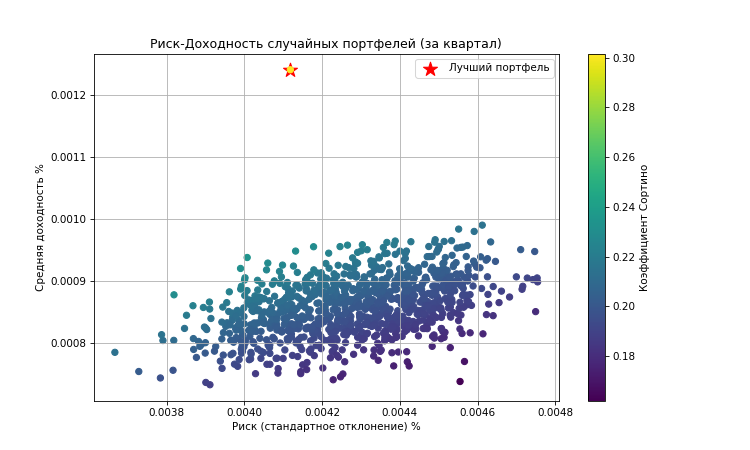 Риск-Доходность случайных портфелей (за квартал)
Лучший портфель
Средняя доходность %
0.0012
0.0011
0.0010
0.0009
0.0008
0.0038 0.0040 0.0042 0.0044 0.0046 0.0048
Риск (стандартное отклонение) %
0.30
0.28
0.26
0.24
0.22
0.20
0.18
Коэффициент Сортино